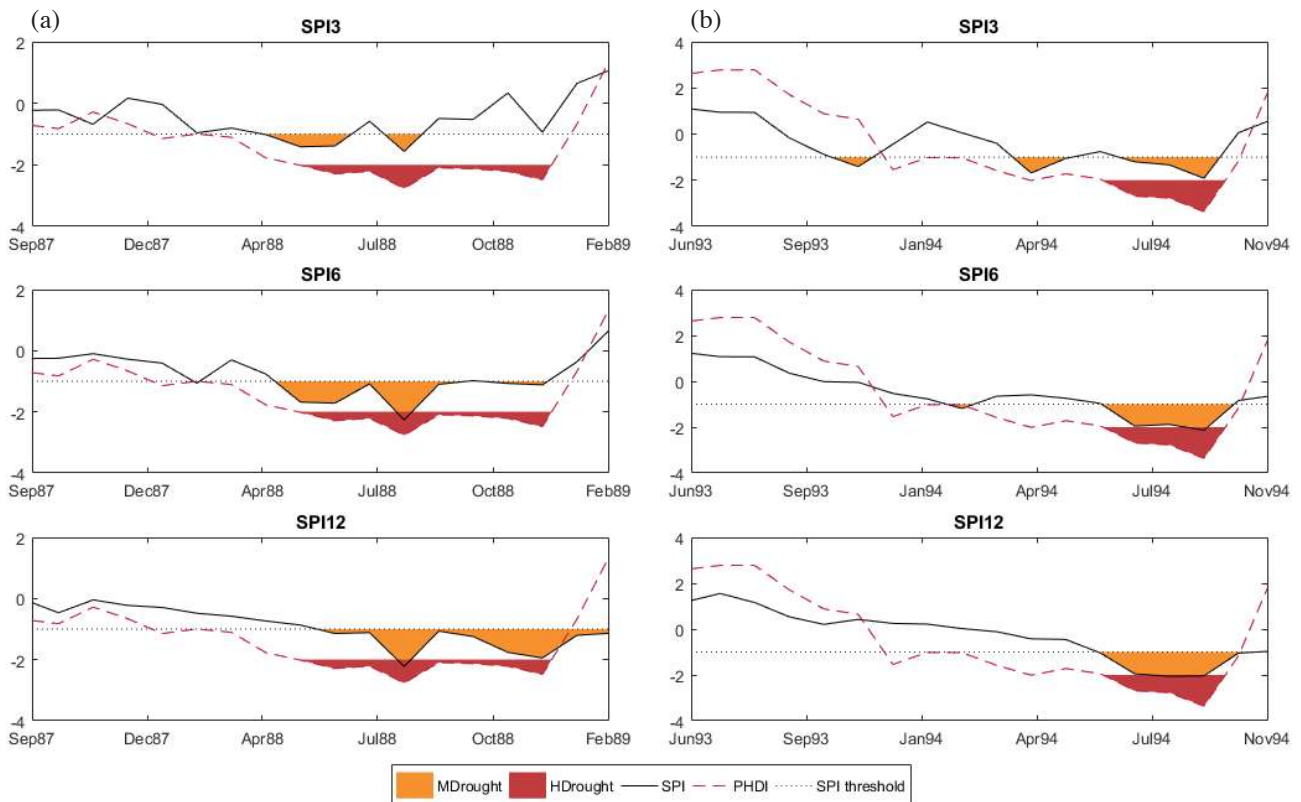 (a)
SPI3
2
0
-2
-4
Sep87 Dec87 Apr88 Jul88 Oct88 Feb89
SPI6
2
0
-2
-4
Sep87 Dec87 Apr88 Jul88 Oct88 Feb89
SPI12
2
0
-2
-4
Sep87 Dec87 Apr88 Jul88 Oct88 Feb89
(b)
SPI3
4
2
0
-2
-4
Jun93 Sep93 Jan94 Apr94 Jul94 Nov94
SPI6
4
2
0
-2
-4
Jun93 Sep93 Jan94 Apr94 Jul94 Nov94
SPI12
4
2
0
-2
-4
Jun93 Sep93 Jan94 Apr94 Jul94 Nov94
MDrought HDrought SPI PHDI SPI threshold